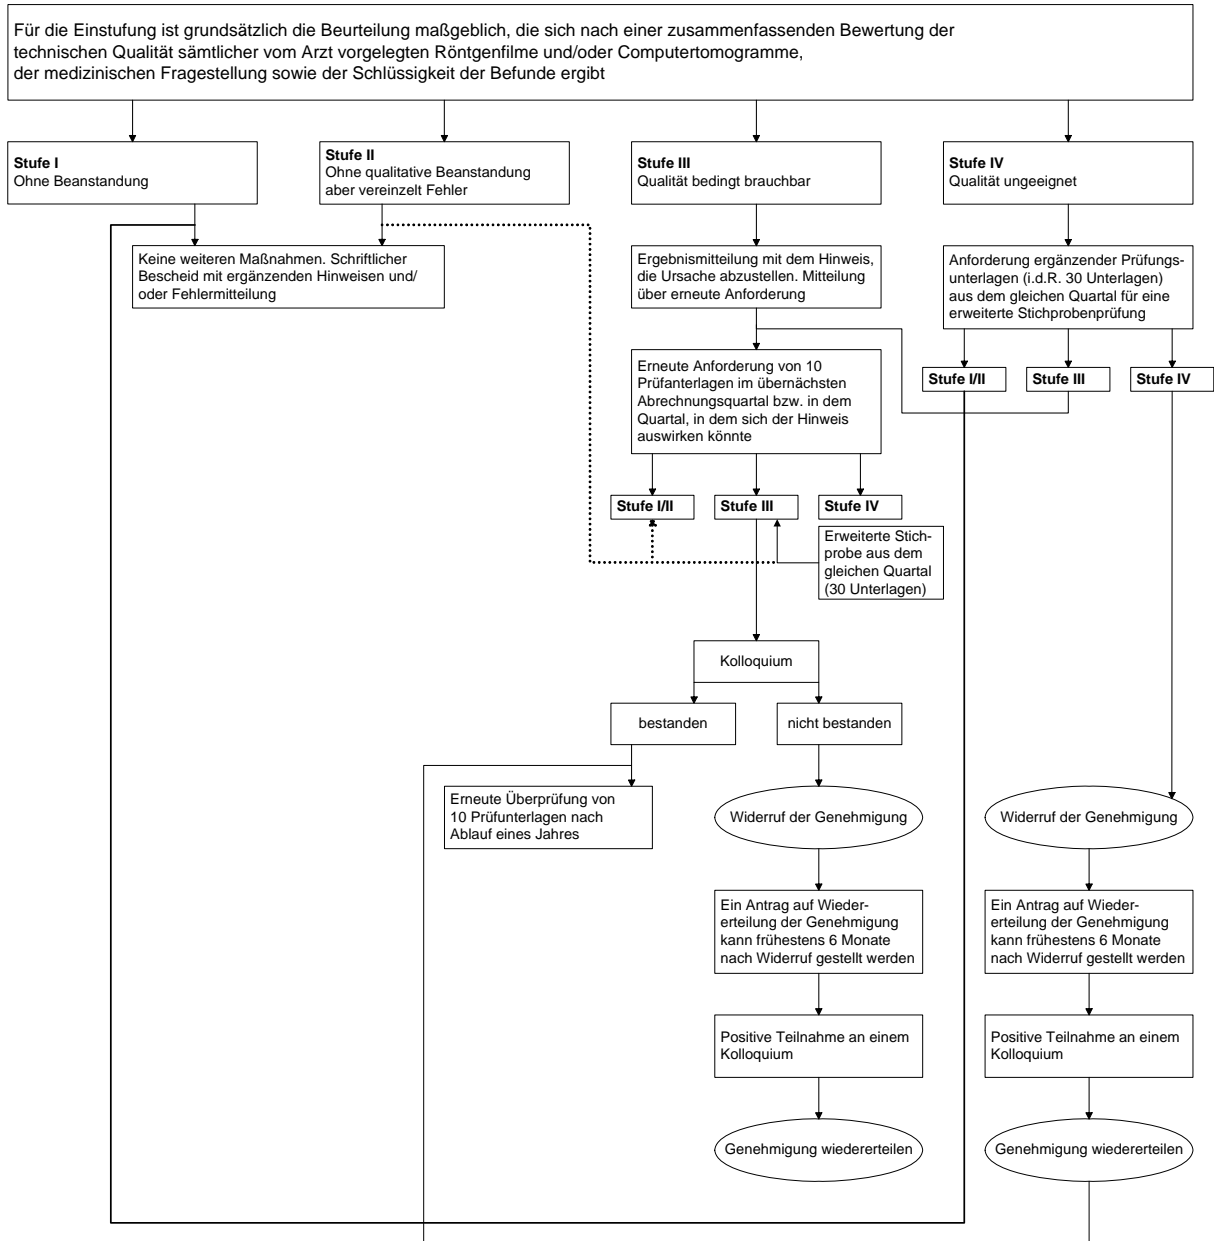 Für die Einstufung ist grundsätzlich die Beurteilung maßgeblich, die sich nach einer zusammenfassenden Bewertung der
technischen Qualität sämtlicher vom Arzt vorgelegten Röntgenfilme und/oder Computertomogramme,
der medizinischen Fragestellung sowie der Schlüssigkeit der Befunde ergibt
Stufe I
Ohne Beanstandung
Stufe II
Ohne qualitative Beanstandung
aber vereinzelt Fehler
Stufe III
Qualität bedingt brauchbar
Stufe IV
Qualität ungeeignet
Keine weiteren Maßnahmen. Schriftlicher
Bescheid mit ergänzenden Hinweisen und/
oder Fehlermitteilung
Ergebnismitteilung mit dem Hinweis,
die Ursache abzustellen. Mitteilung
über erneute Anforderung
Anforderung ergänzender Prüfungs-
unterlagen (i.d.R. 30 Unterlagen)
aus dem gleichen Quartal für eine
erweiterte Stichprobenprüfung
Erneute Anforderung von 10
Prüfanterlagen im übernächsten
Abrechnungsquartal bzw. in dem
Quartal, in dem sich der Hinweis
auswirken könnte
Stufe I/II
Stufe III
Stufe IV
Stufe I/II
Stufe III
Stufe IV
Erweiterte Stich-
probe aus dem
gleichen Quartal
(30 Unterlagen)
Kolloquium
bestanden
nicht bestanden
Erneute Überprüfung von
10 Prüfunterlagen nach
Ablauf eines Jahres
Widerruf der Genehmigung
Widerruf der Genehmigung
Ein Antrag auf Wieder-
erteilung der Genehmigung
kann frühestens 6 Monate
nach Widerruf gestellt werden
Ein Antrag auf Wieder-
erteilung der Genehmigung
kann frühestens 6 Monate
nach Widerruf gestellt werden
Positive Teilnahme an einem
Kolloquium
Positive Teilnahme an einem
Kolloquium
Genehmigung wiedererteilen
Genehmigung wiedererteilen